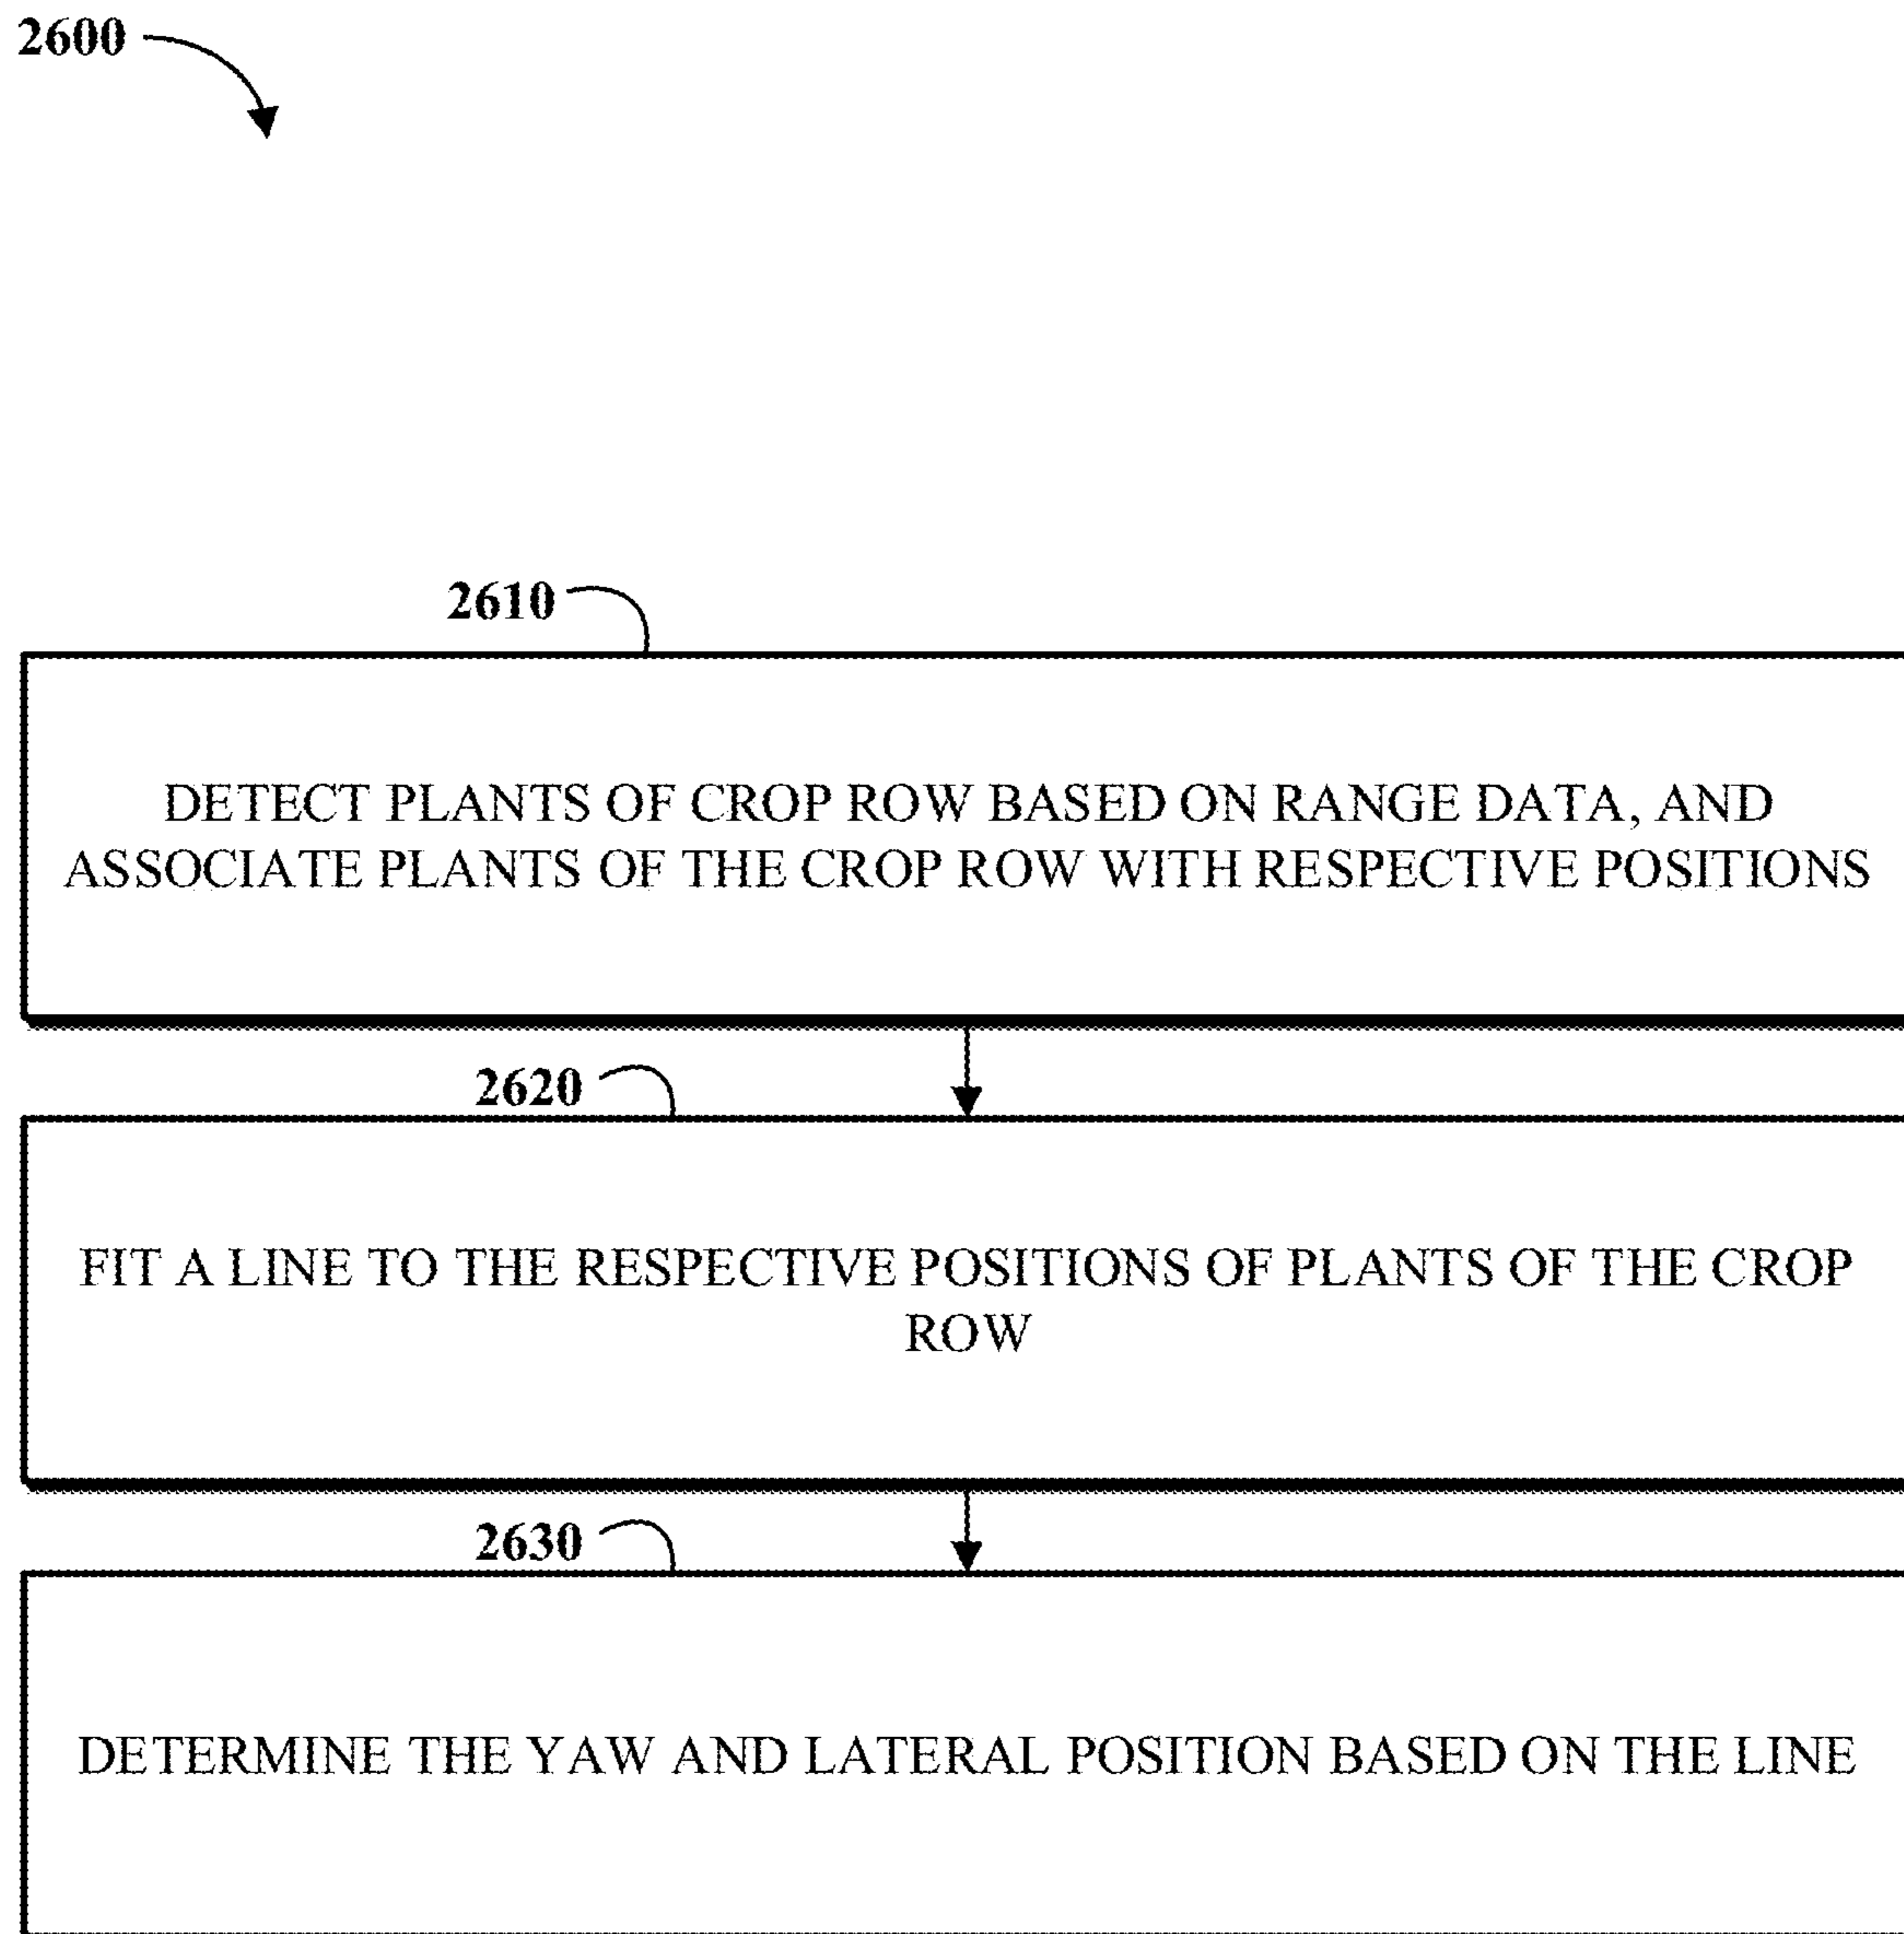 2600
2610
DETECT PLANTS OF CROP ROW BASED ON RANGE DATA, AND
ASSOCIATE PLANTS OF THE CROP ROW WITH RESPECTIVE POSITIONS
2620
FIT A LINE TO THE RESPECTIVE POSITIONS OF PLANTS OF THE CROP
ROW
2630
DETERMINE THE YAW AND LATERAL POSITION BASED ON THE LINE